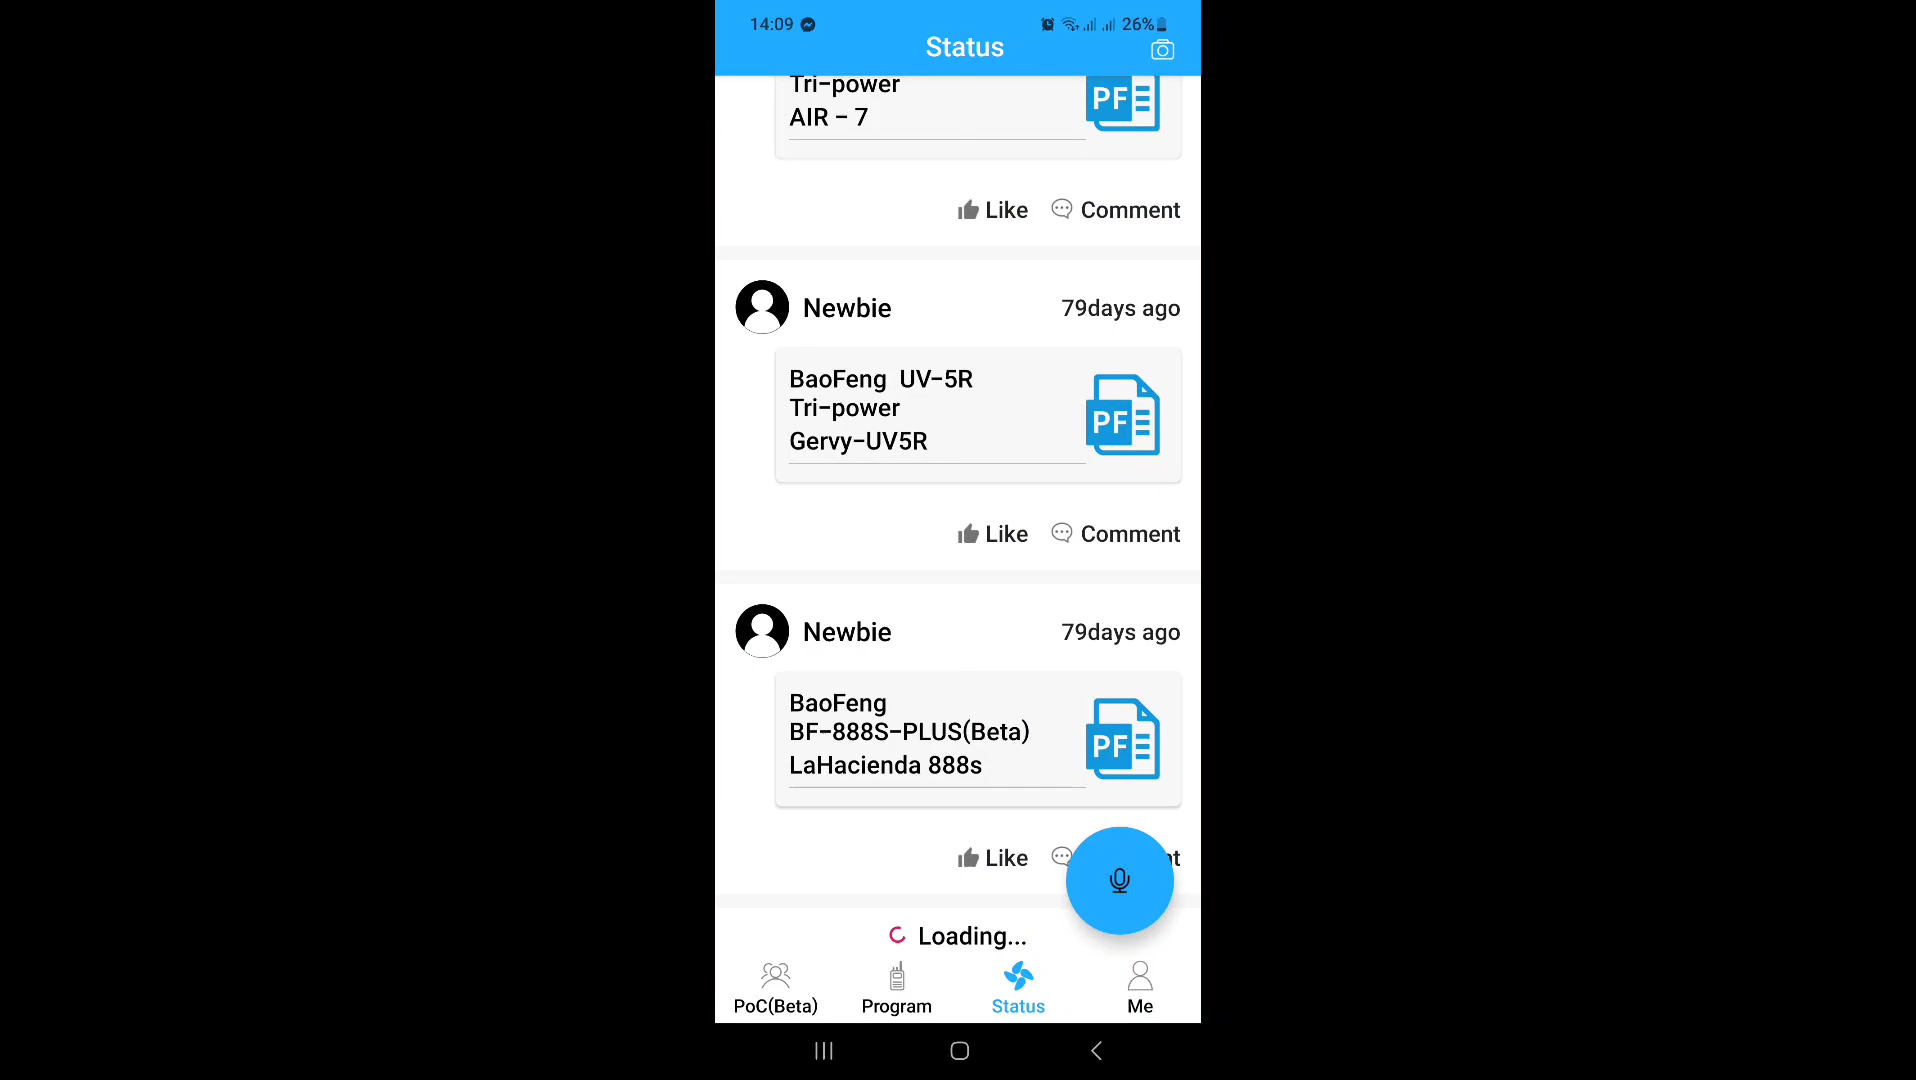 14:09 26%
Status
Tri-power
AIR - 7
PF
Like Comment
Newbie 79days ago
BaoFeng UV-5R
Tri-power
Gervy-UV5R
PF
Like Comment
Newbie 79days ago
BaoFeng
BF-888S-PLUS(Beta)
LaHacienda 888s
PF
Like t
Loading...
PoC(Beta) Program Status Me